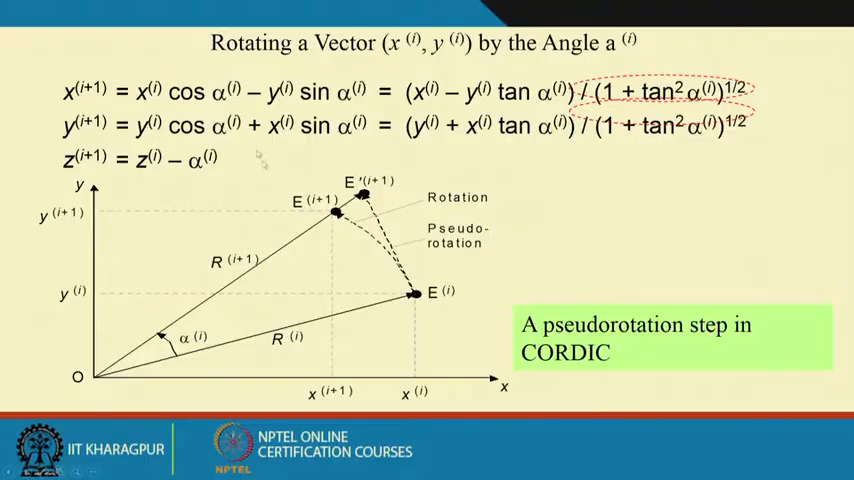 Rotating a Vector (x (i), y (i)) by the Angle a (i)
x(i+1) = x(i) cos α(i) – y(i) sin α(i) = (x(i) – y(i) tan α(i)) / (1 + tan2 α(i))1/2
y(i+1) = y(i) cos α(i) + x(i) sin α(i) = (y(i) + x(i) tan α(i)) / (1 + tan2 α(i))1/2
z(i+1) = z(i) – α(i)
y
E′(i+1)
E(i+1)
Rotation
y(i+1)
Pseudo-
rotation
R(i+1)
y(i)
E(i)
α(i)
R(i)
A pseudorotation step in
CORDIC
O
x(i+1)
x(i)
x
IIT KHARAGPUR
NPTEL
NPTEL ONLINE
CERTIFICATION COURSES